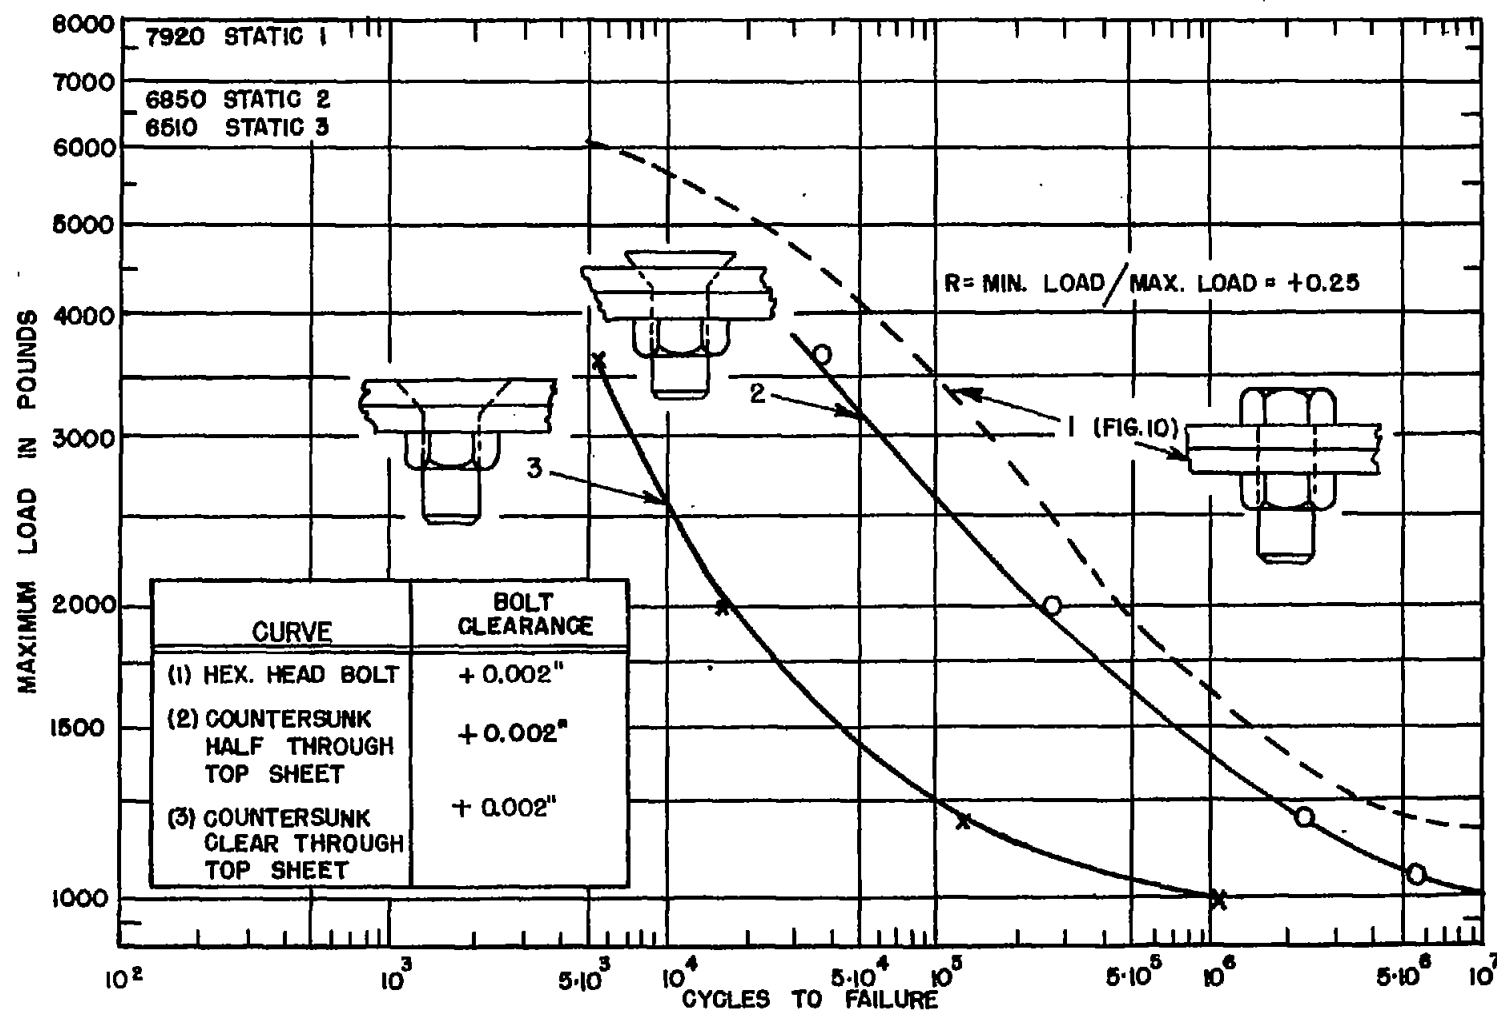 8000
7920 STATIC 1
7000
6850 STATIC 2
6510 STATIC 3
6000
5000
R= MIN. LOAD/MAX. LOAD = +0.25
4000
2
1 (FIG.10)
3000
3
MAXIMUM LOAD IN POUNDS
2000
1500
1000
CURVE
BOLT CLEARANCE
(1) HEX. HEAD BOLT
+0.002"
(2) COUNTERSUNK
HALF THROUGH
TOP SHEET
+0.002"
(3) COUNTERSUNK
CLEAR THROUGH
TOP SHEET
+0.002"
10²
10³
5·10³
10⁴
5·10⁴
10⁵
5·10⁵
10⁶
5·10⁶
10⁷
CYCLES TO FAILURE